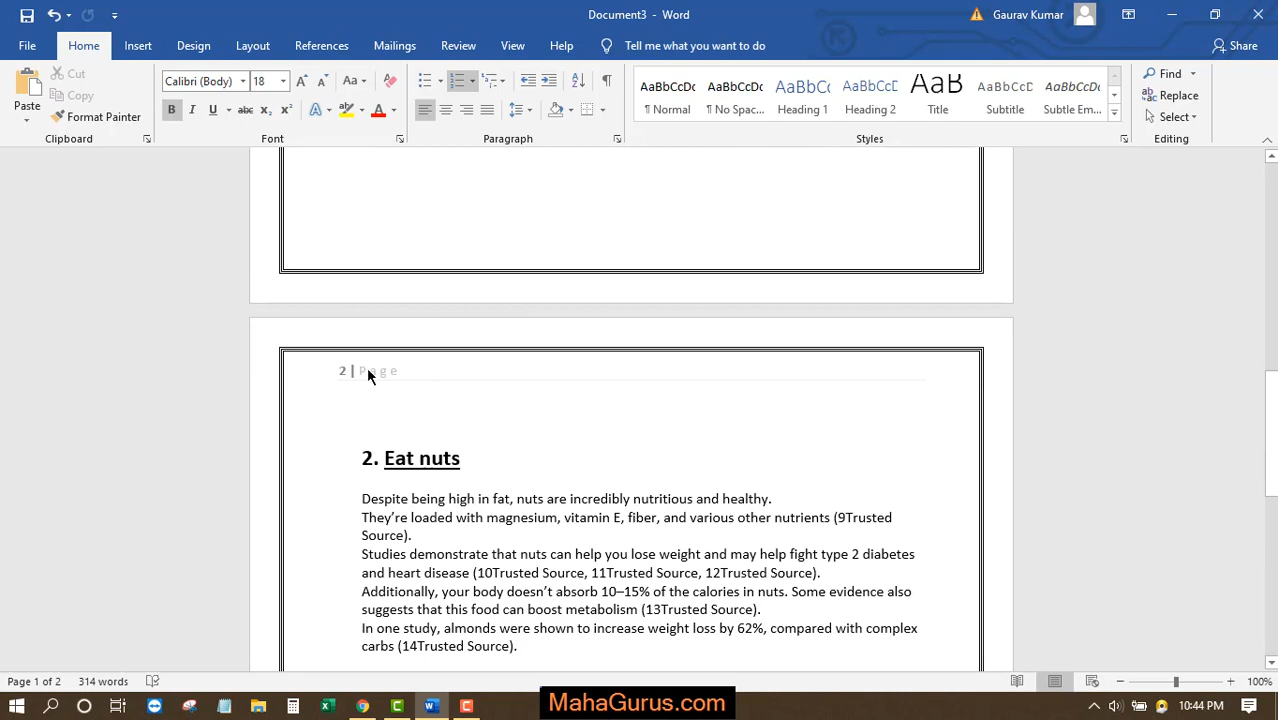 Document3 - Word
Gaurav Kumar
File Home Insert Design Layout References Mailings Review View Help Tell me what you want to do Share
Paste
Cut
Copy
Format Painter
Clipboard
Calibri (Body) 18
Font
Paragraph
AaBbCcDd AaBbCcDd AaBbC AaBbCcD AaB AaBbCcD AaBbCcDd
¶ Normal ¶ No Spac... Heading 1 Heading 2 Title Subtitle Subtle Em...
Styles
Find
Replace
Select
Editing
2 | Page
2. Eat nuts
Despite being high in fat, nuts are incredibly nutritious and healthy.
They’re loaded with magnesium, vitamin E, fiber, and various other nutrients (9Trusted
Source).
Studies demonstrate that nuts can help you lose weight and may help fight type 2 diabetes
and heart disease (10Trusted Source, 11Trusted Source, 12Trusted Source).
Additionally, your body doesn’t absorb 10–15% of the calories in nuts. Some evidence also
suggests that this food can boost metabolism (13Trusted Source).
In one study, almonds were shown to increase weight loss by 62%, compared with complex
carbs (14Trusted Source).
Page 1 of 2 314 words 100%
MahaGurus.com
10:44 PM